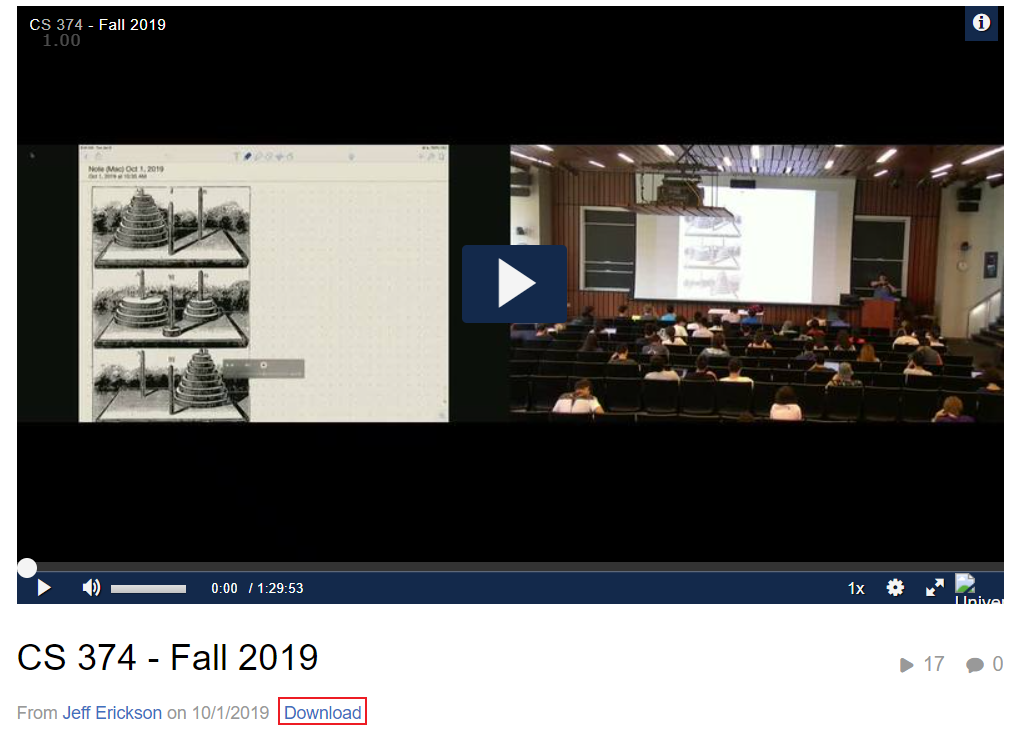 CS 374 - Fall 2019
1.00
Note (Mac) Oct 1, 2019
Oct 1, 2019 at 10:55 AM
0:00 / 1:29:53
1x
Univer
CS 374 - Fall 2019
17
0
From Jeff Erickson on 10/1/2019 Download